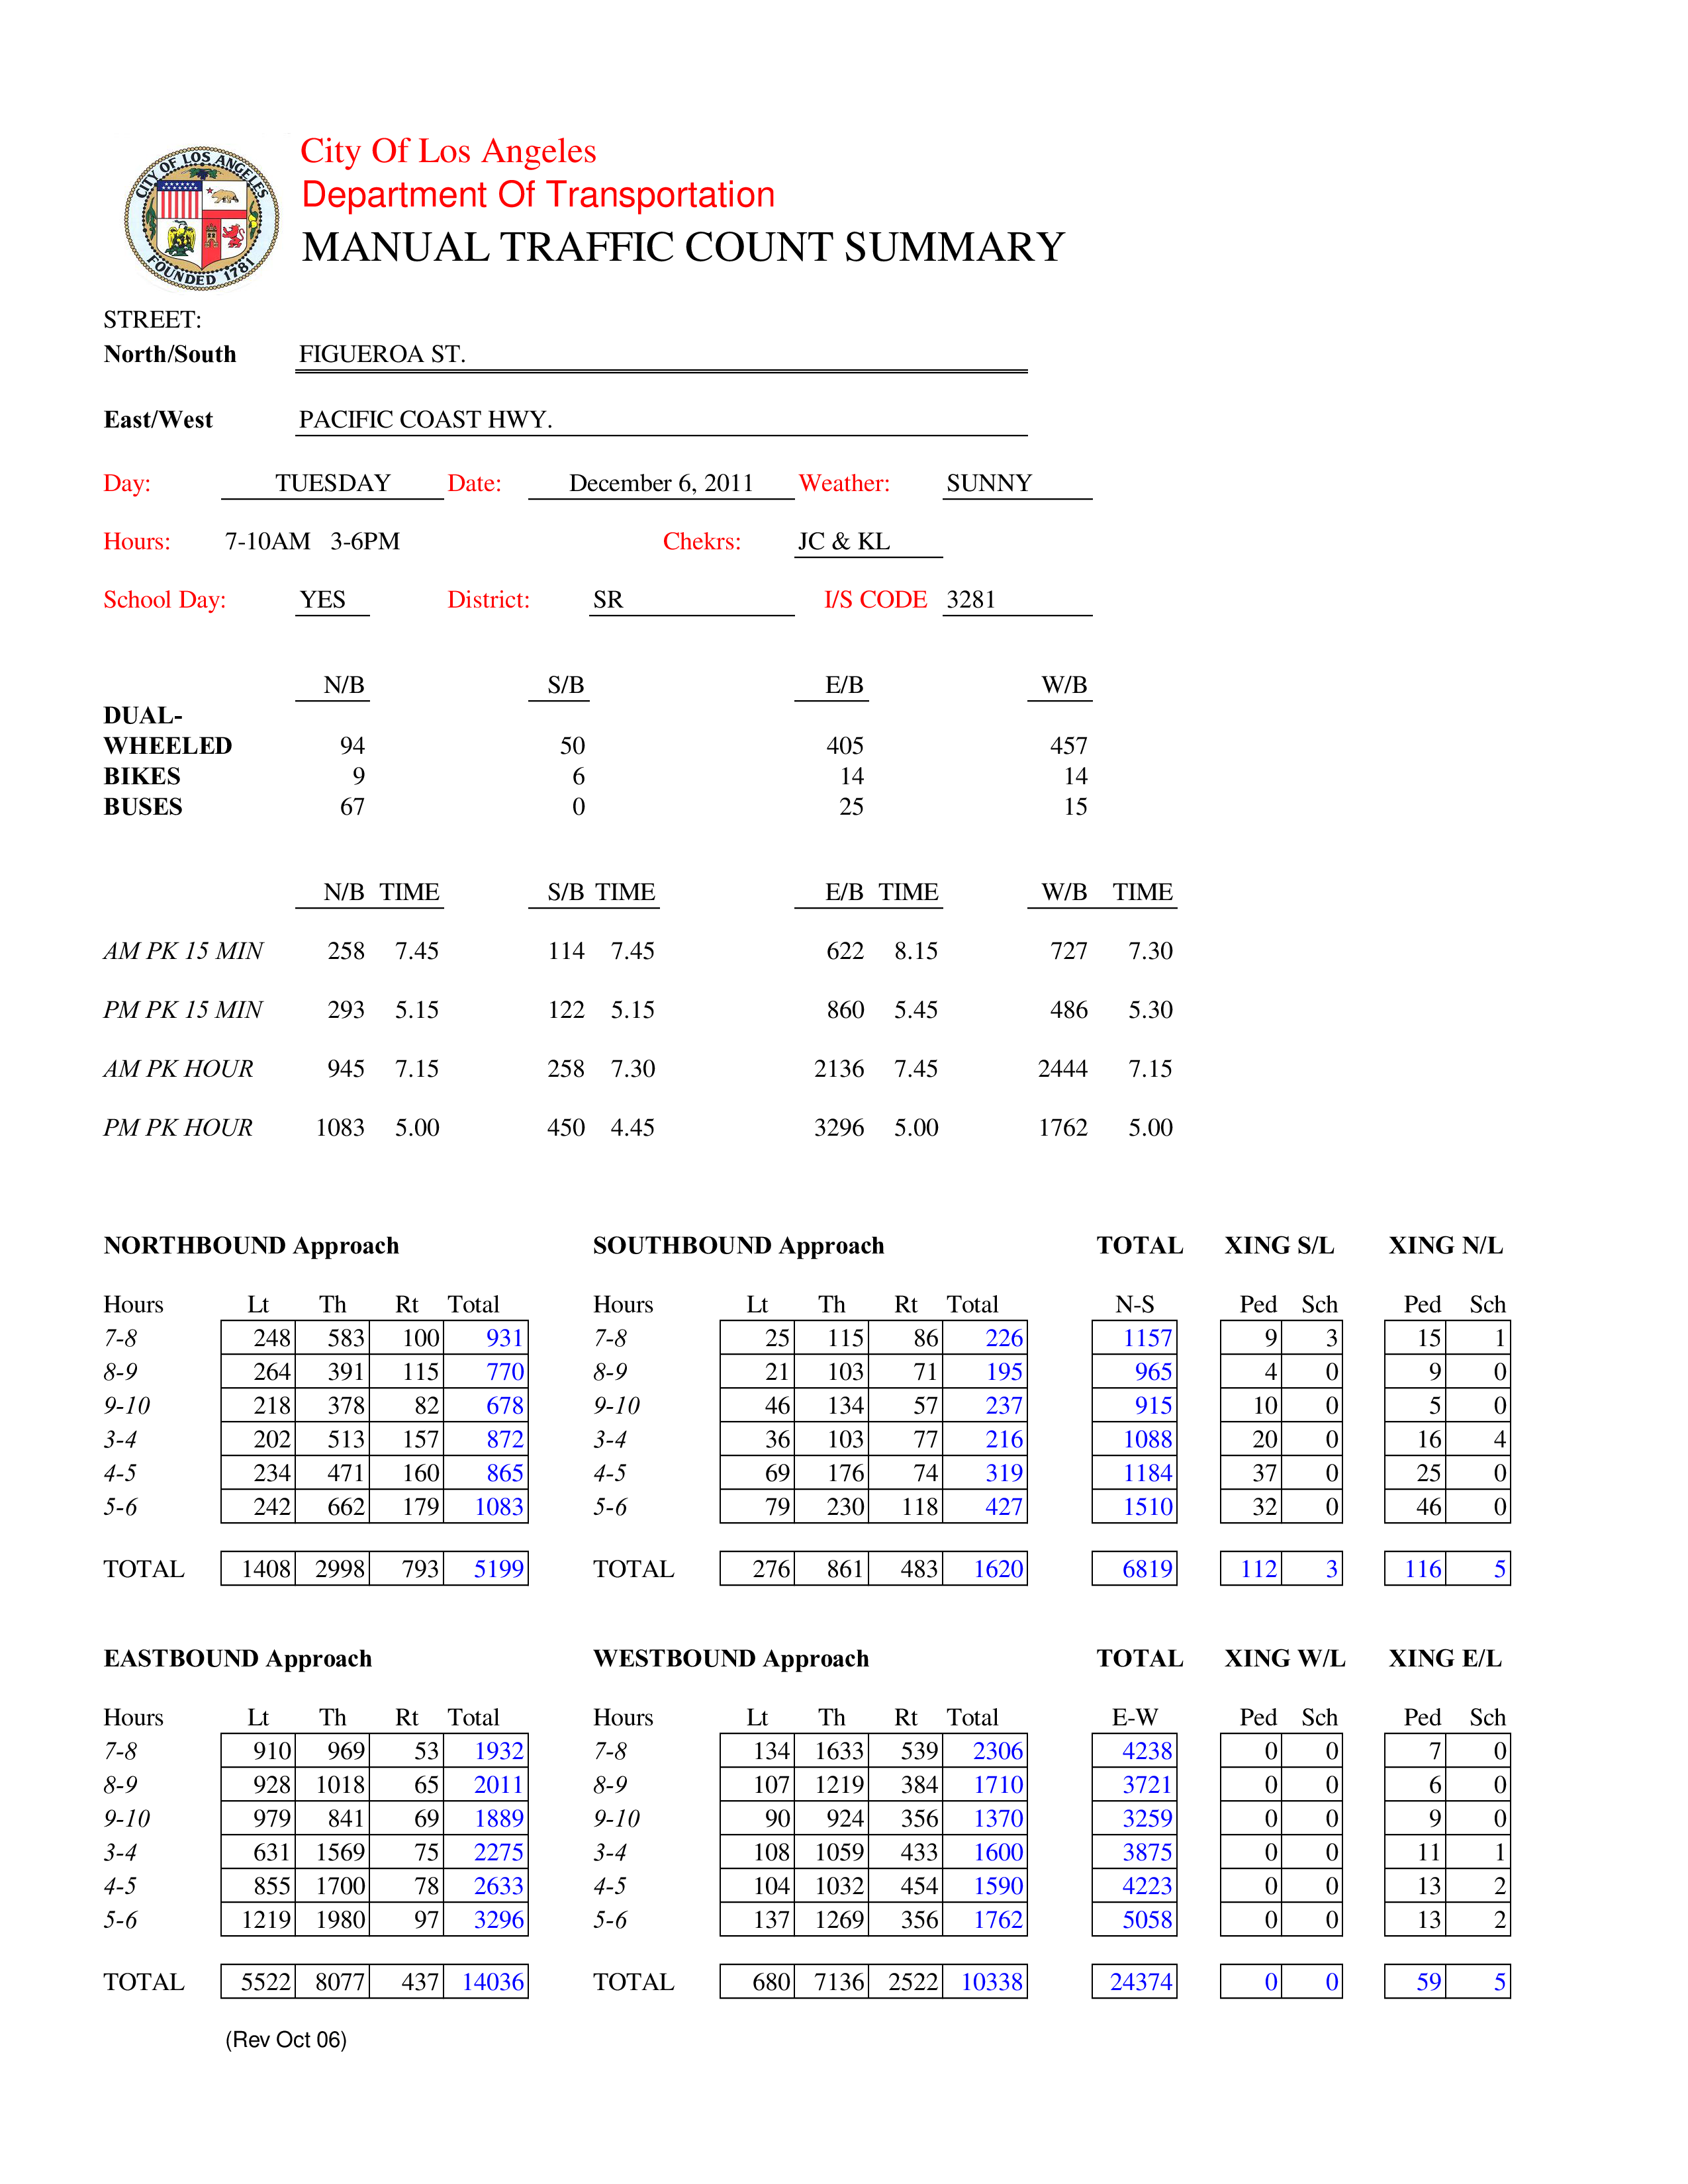 CITY OF LOS ANGELES
FOUNDED 1781
City Of Los Angeles
Department Of Transportation
MANUAL TRAFFIC COUNT SUMMARY
STREET:
North/South FIGUEROA ST.
East/West PACIFIC COAST HWY.
Day: TUESDAY Date: December 6, 2011 Weather: SUNNY
Hours: 7-10AM 3-6PM Chekrs: JC & KL
School Day: YES District: SR I/S CODE 3281
N/B S/B E/B W/B
DUAL-
WHEELED 94 50 405 457
BIKES 9 6 14 14
BUSES 67 0 25 15
N/B TIME S/B TIME E/B TIME W/B TIME
AM PK 15 MIN 258 7.45 114 7.45 622 8.15 727 7.30
PM PK 15 MIN 293 5.15 122 5.15 860 5.45 486 5.30
AM PK HOUR 945 7.15 258 7.30 2136 7.45 2444 7.15
PM PK HOUR 1083 5.00 450 4.45 3296 5.00 1762 5.00
NORTHBOUND Approach SOUTHBOUND Approach TOTAL XING S/L XING N/L
Hours Lt Th Rt Total Hours Lt Th Rt Total N-S Ped Sch Ped Sch
7-8 248 583 100 931 7-8 25 115 86 226 1157 9 3 15 1
8-9 264 391 115 770 8-9 21 103 71 195 965 4 0 9 0
9-10 218 378 82 678 9-10 46 134 57 237 915 10 0 5 0
3-4 202 513 157 872 3-4 36 103 77 216 1088 20 0 16 4
4-5 234 471 160 865 4-5 69 176 74 319 1184 37 0 25 0
5-6 242 662 179 1083 5-6 79 230 118 427 1510 32 0 46 0
TOTAL 1408 2998 793 5199 TOTAL 276 861 483 1620 6819 112 3 116 5
EASTBOUND Approach WESTBOUND Approach TOTAL XING W/L XING E/L
Hours Lt Th Rt Total Hours Lt Th Rt Total E-W Ped Sch Ped Sch
7-8 910 969 53 1932 7-8 134 1633 539 2306 4238 0 0 7 0
8-9 928 1018 65 2011 8-9 107 1219 384 1710 3721 0 0 6 0
9-10 979 841 69 1889 9-10 90 924 356 1370 3259 0 0 9 0
3-4 631 1569 75 2275 3-4 108 1059 433 1600 3875 0 0 11 1
4-5 855 1700 78 2633 4-5 104 1032 454 1590 4223 0 0 13 2
5-6 1219 1980 97 3296 5-6 137 1269 356 1762 5058 0 0 13 2
TOTAL 5522 8077 437 14036 TOTAL 680 7136 2522 10338 24374 0 0 59 5
(Rev Oct 06)